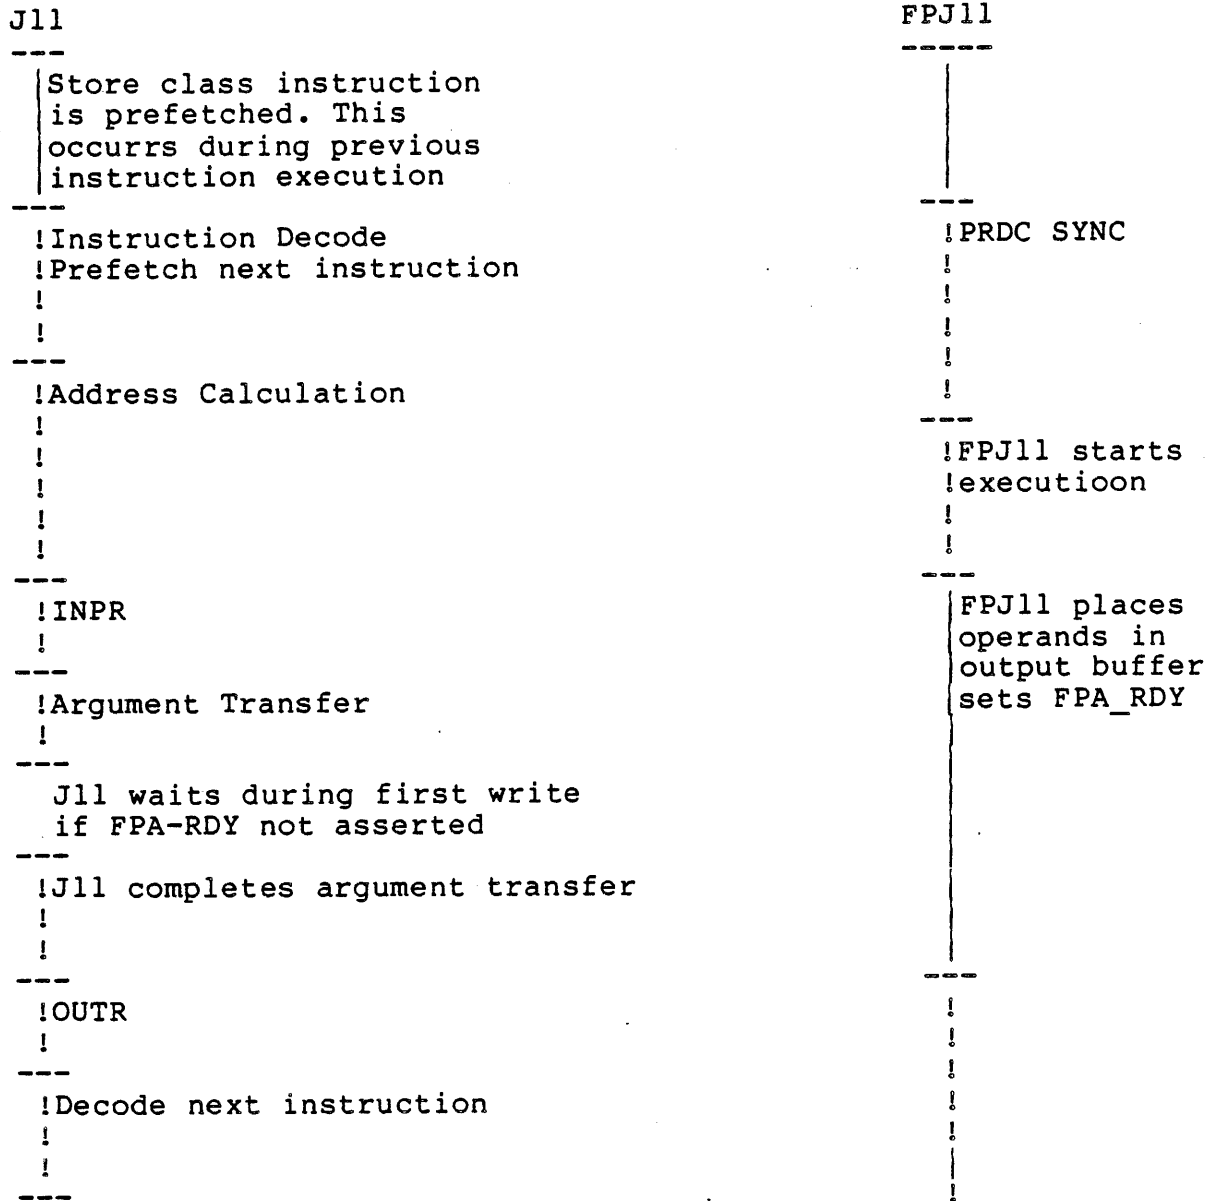 J11
---
|Store class instruction
|is prefetched. This
|occurrs during previous
|instruction execution
---
!Instruction Decode
!Prefetch next instruction
!
!
---
!Address Calculation
!
!
!
!
!
---
!INPR
!
---
!Argument Transfer
!
---
J11 waits during first write
if FPA-RDY not asserted
---
!J11 completes argument transfer
!
!
---
!OUTR
!
---
!Decode next instruction
!
!
---
FPJ11
-----
|
---
!PRDC SYNC
!
!
!
!
!
---
!FPJ11 starts
!executioon
!
!
---
|FPJ11 places
|operands in
|output buffer
|sets FPA_RDY
|
---
!
!
!
!
!
|
!